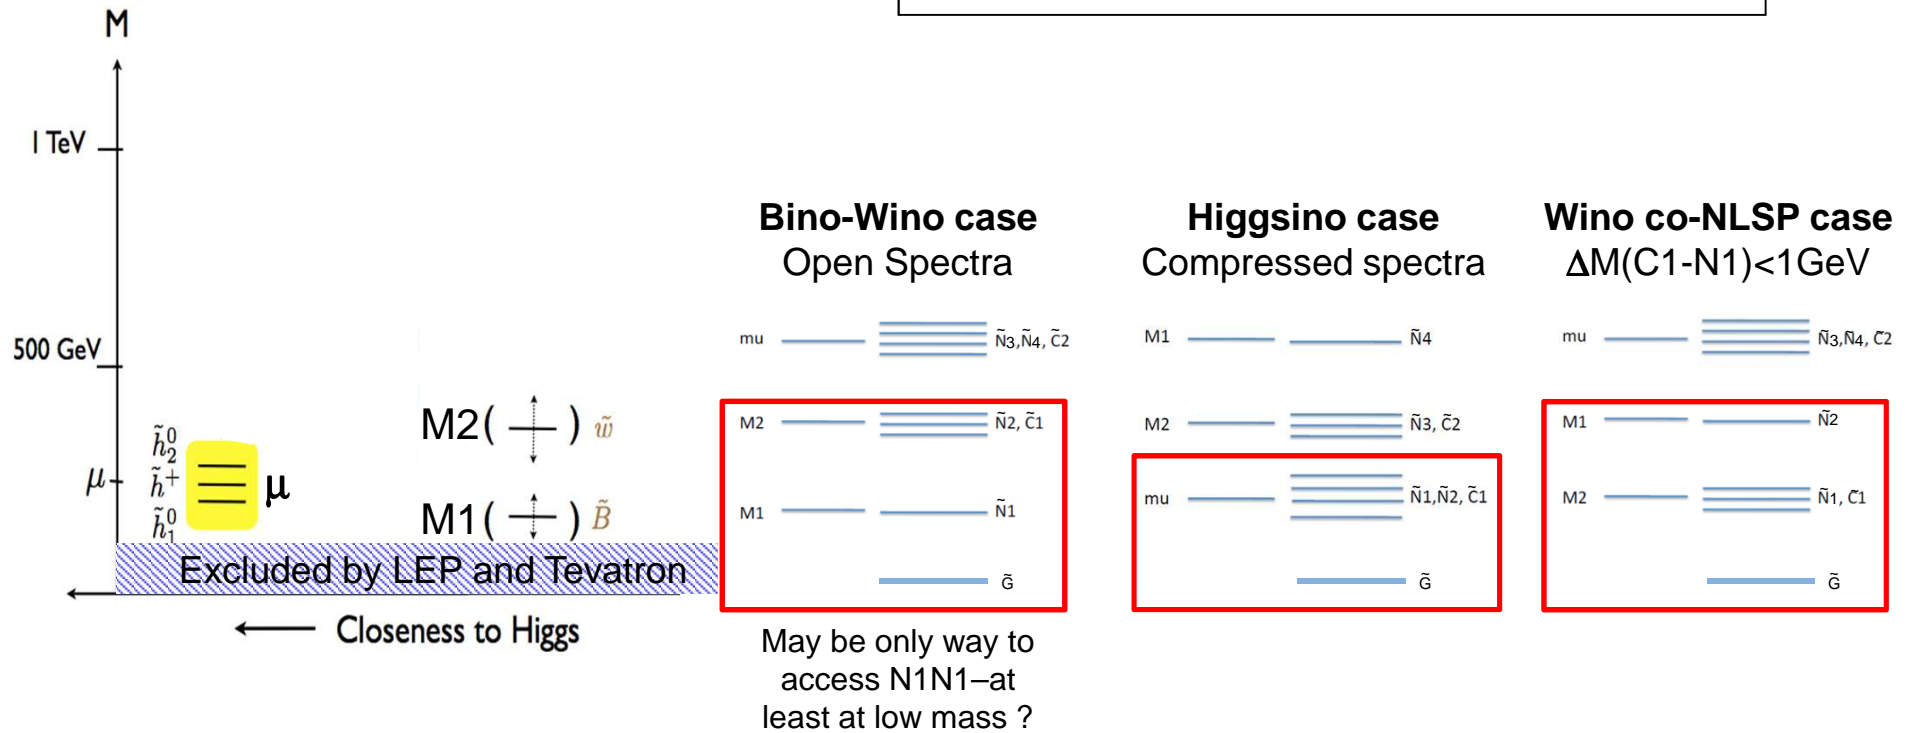 M
1 TeV
500 GeV
μ
h̃⁰₂
h̃⁺
h̃⁰₁
μ
M2( ) w̃
M1( ) B̃
Excluded by LEP and Tevatron
← Closeness to Higgs
Bino-Wino case
Open Spectra
mu
Ñ3,Ñ4, C̃2
M2
Ñ2, C̃1
M1
Ñ1
G̃
May be only way to
access N1N1–at
least at low mass ?
Higgsino case
Compressed spectra
M1
Ñ4
M2
Ñ3, C̃2
mu
Ñ1,Ñ2, C̃1
G̃
Wino co-NLSP case
ΔM(C1-N1)<1GeV
mu
Ñ3,Ñ4, C̃2
M1
Ñ2
M2
Ñ1, C̃1
G̃